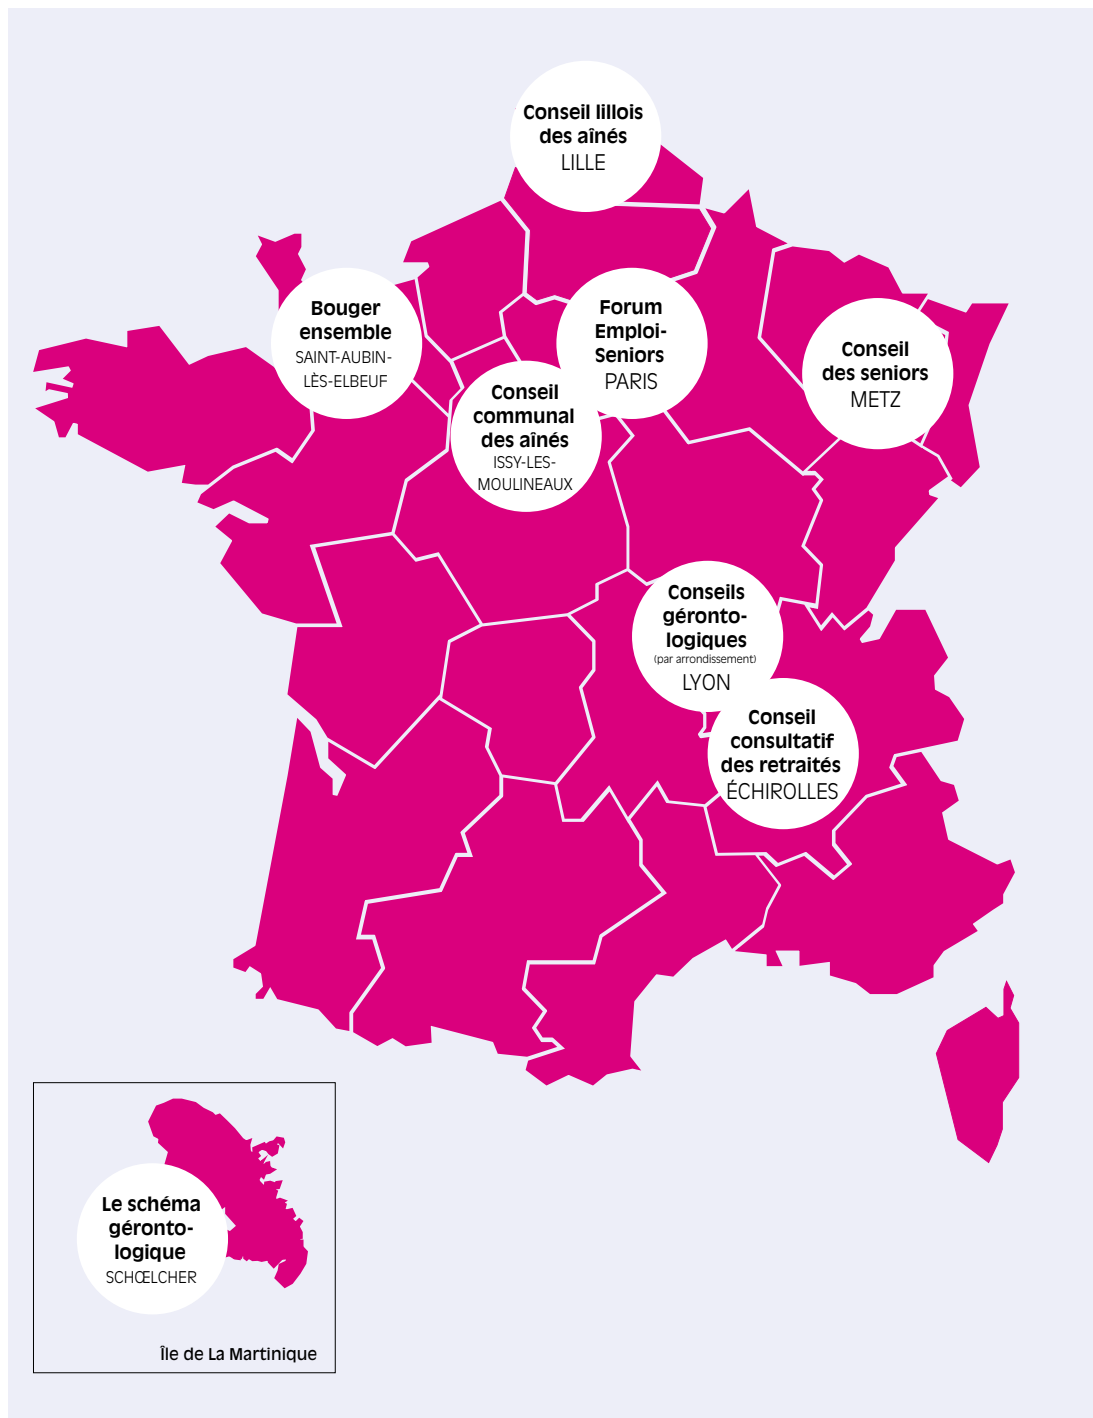 Conseil lillois
des aînés
LILLE
Bouger
ensemble
SAINT-AUBIN-
LÈS-ELBEUF
Forum
Emploi-
Seniors
PARIS
Conseil
des seniors
METZ
Conseil
communal
des aînés
ISSY-LES-
MOULINEAUX
Conseils
géronto-
logiques
(par arrondissement)
LYON
Conseil
consultatif
des retraités
ÉCHIROLLES
Le schéma
géronto-
logique
SCHŒLCHER
Île de La Martinique